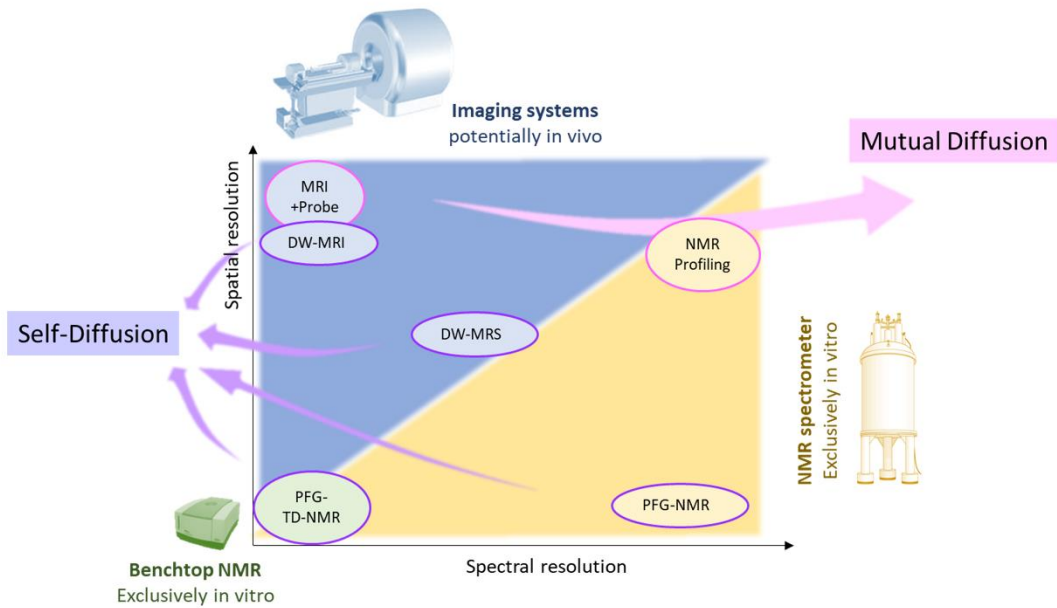 Imaging systems
potentially in vivo
Mutual Diffusion
MRI
+Probe
DW-MRI
NMR
Profiling
Spatial resolution
Self-Diffusion
DW-MRS
NMR spectrometer
Exclusively in vitro
PFG-
TD-NMR
PFG-NMR
Spectral resolution
Benchtop NMR
Exclusively in vitro